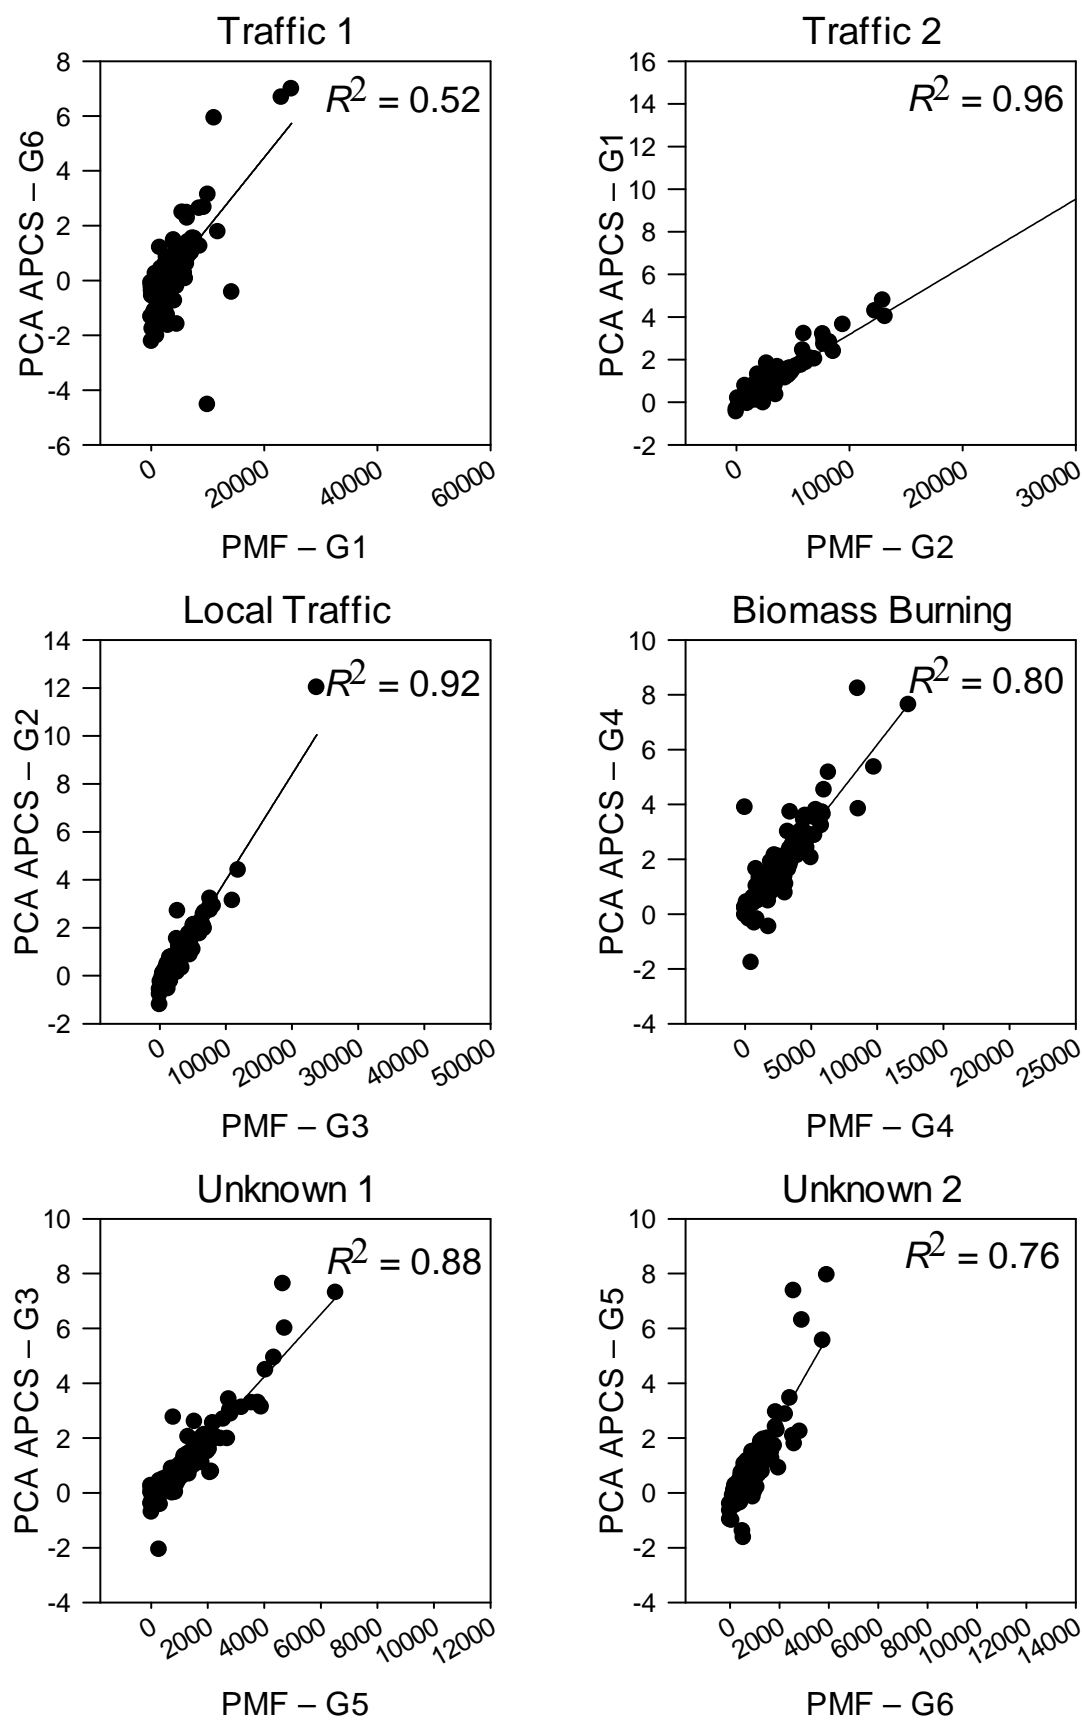 Traffic 1
R2 = 0.52
PCA APCS – G6
8
6
4
2
0
-2
-4
-6
0 20000 40000 60000
PMF – G1
Traffic 2
R2 = 0.96
PCA APCS – G1
16
14
12
10
8
6
4
2
0
-2
0 10000 20000 30000
PMF – G2
Local Traffic
R2 = 0.92
PCA APCS – G2
14
12
10
8
6
4
2
0
-2
0 10000 20000 30000 40000 50000
PMF – G3
Biomass Burning
R2 = 0.80
PCA APCS – G4
10
8
6
4
2
0
-2
-4
0 5000 10000 15000 20000 25000
PMF – G4
Unknown 1
R2 = 0.88
PCA APCS – G3
10
8
6
4
2
0
-2
-4
0 2000 4000 6000 8000 10000 12000
PMF – G5
Unknown 2
R2 = 0.76
PCA APCS – G5
10
8
6
4
2
0
-2
-4
0 2000 4000 6000 8000 10000 12000 14000
PMF – G6